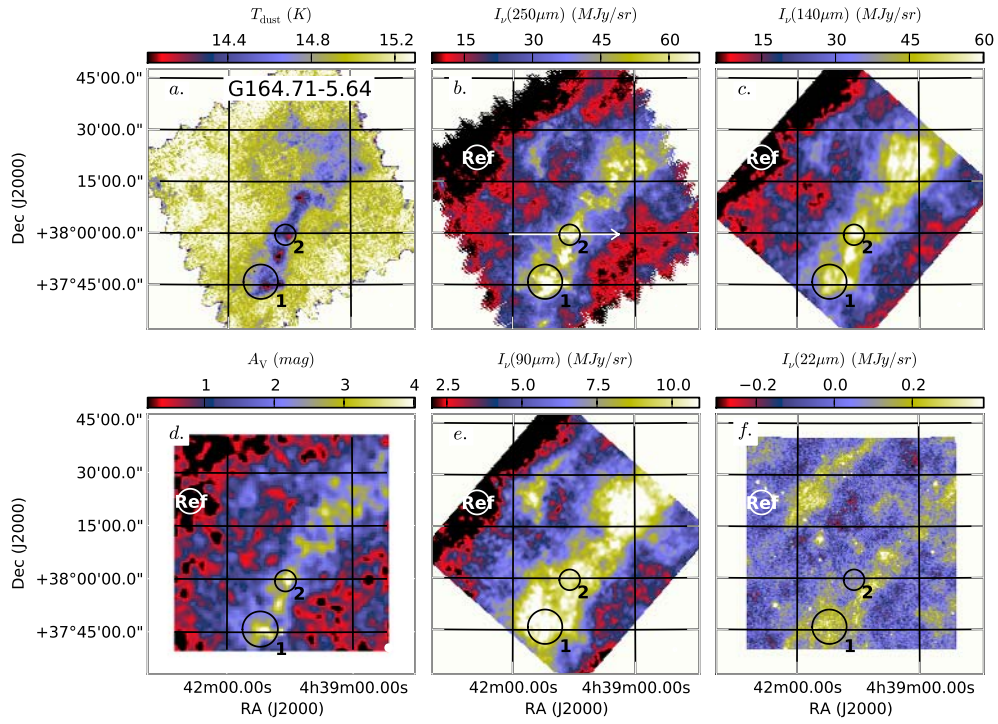 T_dust (K)
14.4 14.8 15.2
I_ν(250μm) (MJy/sr)
15 30 45 60
I_ν(140μm) (MJy/sr)
15 30 45 60
Dec (J2000)
45'00.0"
30'00.0"
15'00.0"
+38°00'00.0"
+37°45'00.0"
a.
G164.71-5.64
2
1
b.
Ref
2
1
c.
Ref
2
1
A_V (mag)
1 2 3 4
I_ν(90μm) (MJy/sr)
2.5 5.0 7.5 10.0
I_ν(22μm) (MJy/sr)
−0.2 0.0 0.2
Dec (J2000)
45'00.0"
30'00.0"
15'00.0"
+38°00'00.0"
+37°45'00.0"
d.
Ref
2
1
e.
Ref
2
1
f.
Ref
2
1
42m00.00s 4h39m00.00s
RA (J2000)
42m00.00s 4h39m00.00s
RA (J2000)
42m00.00s 4h39m00.00s
RA (J2000)